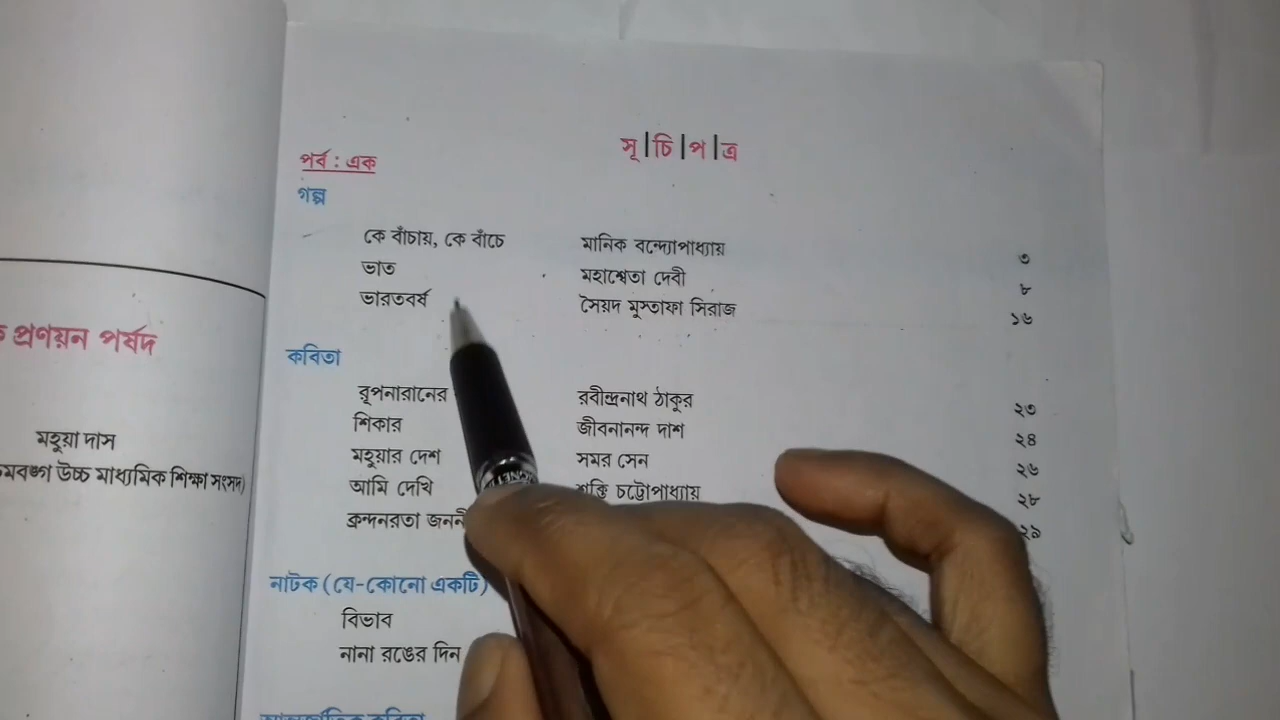 সূ|চি|প|ত্র
পর্ব : এক
গল্প
কে বাঁচায়, কে বাঁচে মানিক বন্দ্যোপাধ্যায় ৩
ভাত মহাশ্বেতা দেবী ৮
ভারতবর্ষ সৈয়দ মুস্তাফা সিরাজ ১৬
কবিতা
রূপনারানের রবীন্দ্রনাথ ঠাকুর ২৩
শিকার জীবনানন্দ দাশ ২৪
মহুয়ার দেশ সমর সেন ২৬
আমি দেখি শক্তি চট্টোপাধ্যায় ২৮
ক্রন্দনরতা জননী ২৯
নাটক (যে-কোনো একটি)
বিভাব
নানা রঙের দিন
প্রণয়ন পর্ষদ
মহুয়া দাস
উচ্চ মাধ্যমিক শিক্ষা সংসদ)